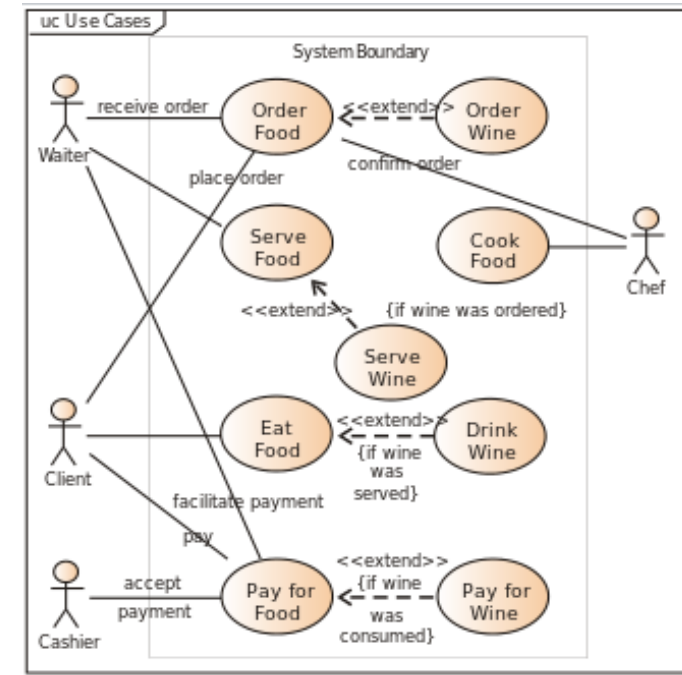 uc Use Cases
System Boundary
receive order
Order
Food
<<extend>>
Order
Wine
Waiter
place order
confirm order
Serve
Food
Cook
Food
Chef
<<extend>>
{if wine was ordered}
Serve
Wine
Client
Eat
Food
<<extend>>
{if wine
was
served}
Drink
Wine
facilitate payment
pay
accept
payment
Cashier
Pay for
Food
<<extend>>
{if wine
was
consumed}
Pay for
Wine